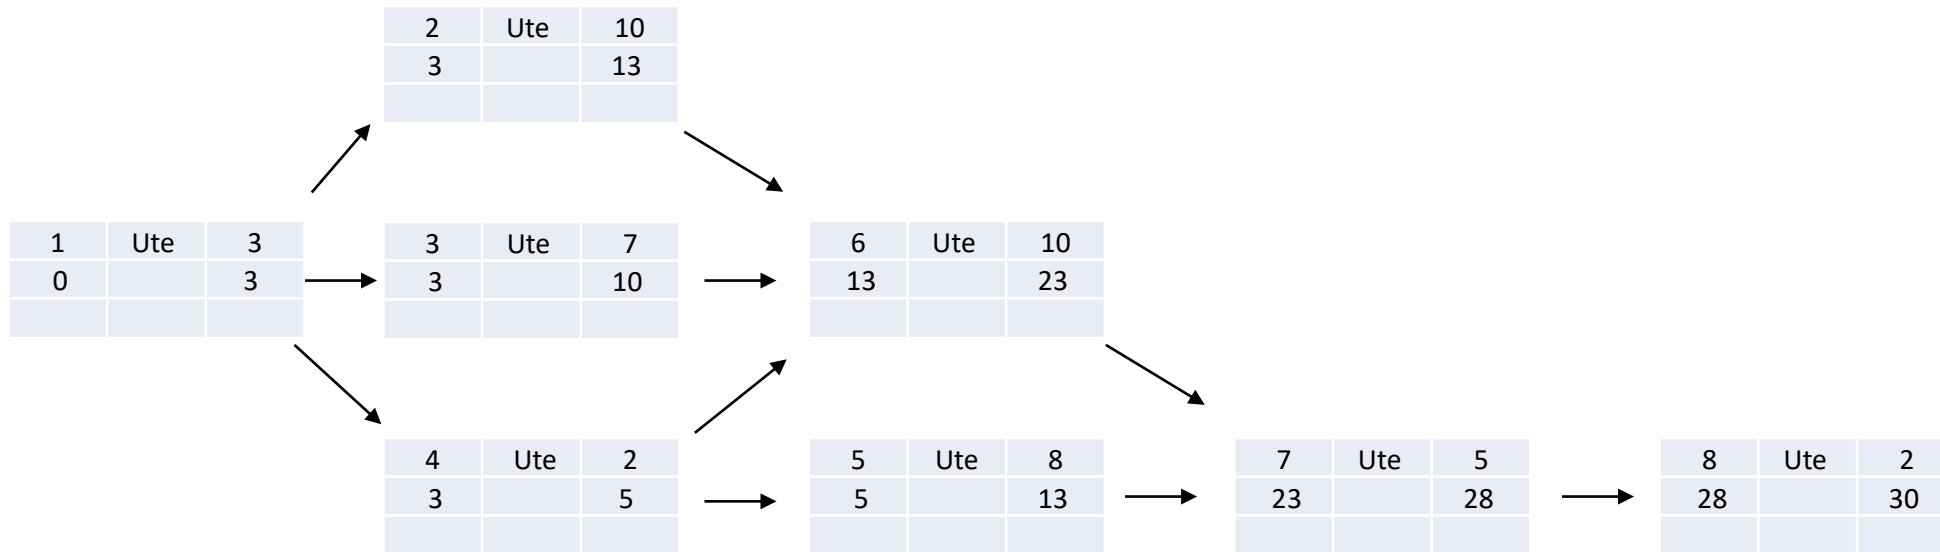 2 Ute 10
3 13
1 Ute 3
0 3
3 Ute 7
3 10
6 Ute 10
13 23
4 Ute 2
3 5
5 Ute 8
5 13
7 Ute 5
23 28
8 Ute 2
28 30